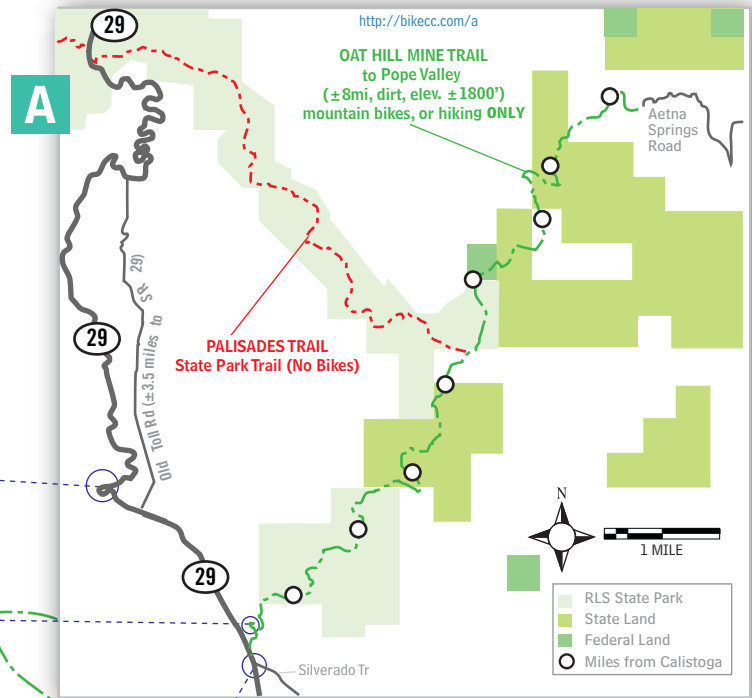 29
http://bikecc.com/a
A
OAT HILL MINE TRAIL
to Pope Valley
(±8mi, dirt, elev. ±1800')
mountain bikes, or hiking ONLY
Aetna
Springs
Road
29
Old Toll Rd (±3.5 miles to SR 29)
PALISADES TRAIL
State Park Trail (No Bikes)
29
Silverado Tr
N
1 MILE
RLS State Park
State Land
Federal Land
Miles from Calistoga